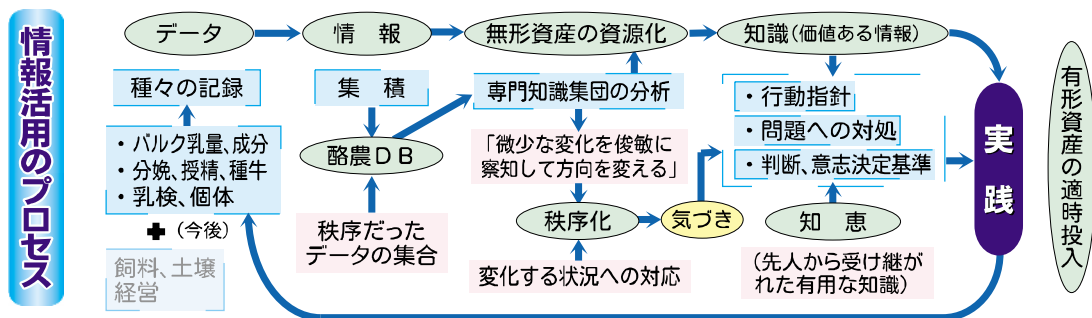 情報活用のプロセス
データ
情 報
無形資産の資源化
知識(価値ある情報)
種々の記録
・バルク乳量、成分
・分娩、授精、種牛
・乳検、個体
✚(今後)
飼料、土壌
経営
集 積
酪農DB
秩序だった
データの集合
専門知識集団の分析
「微少な変化を俊敏に
察知して方向を変える」
秩序化
変化する状況への対応
気づき
・行動指針
・問題への対処
・判断、意志決定基準
知 恵
(先人から受け継が
れた有用な知識)
実践
有形資産の適時投入